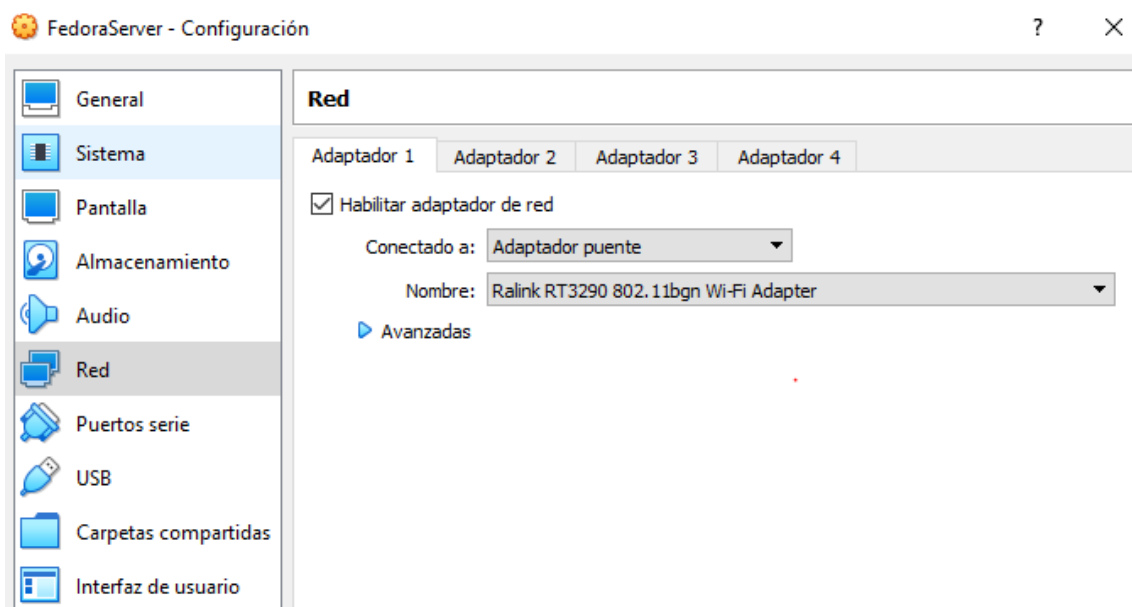 FedoraServer - Configuración ?
General
Sistema
Pantalla
Almacenamiento
Audio
Red
Puertos serie
USB
Carpetas compartidas
Interfaz de usuario
Red
Adaptador 1 Adaptador 2 Adaptador 3 Adaptador 4
Habilitar adaptador de red
Conectado a: Adaptador puente
Nombre: Ralink RT3290 802.11bgn Wi-Fi Adapter
Avanzadas